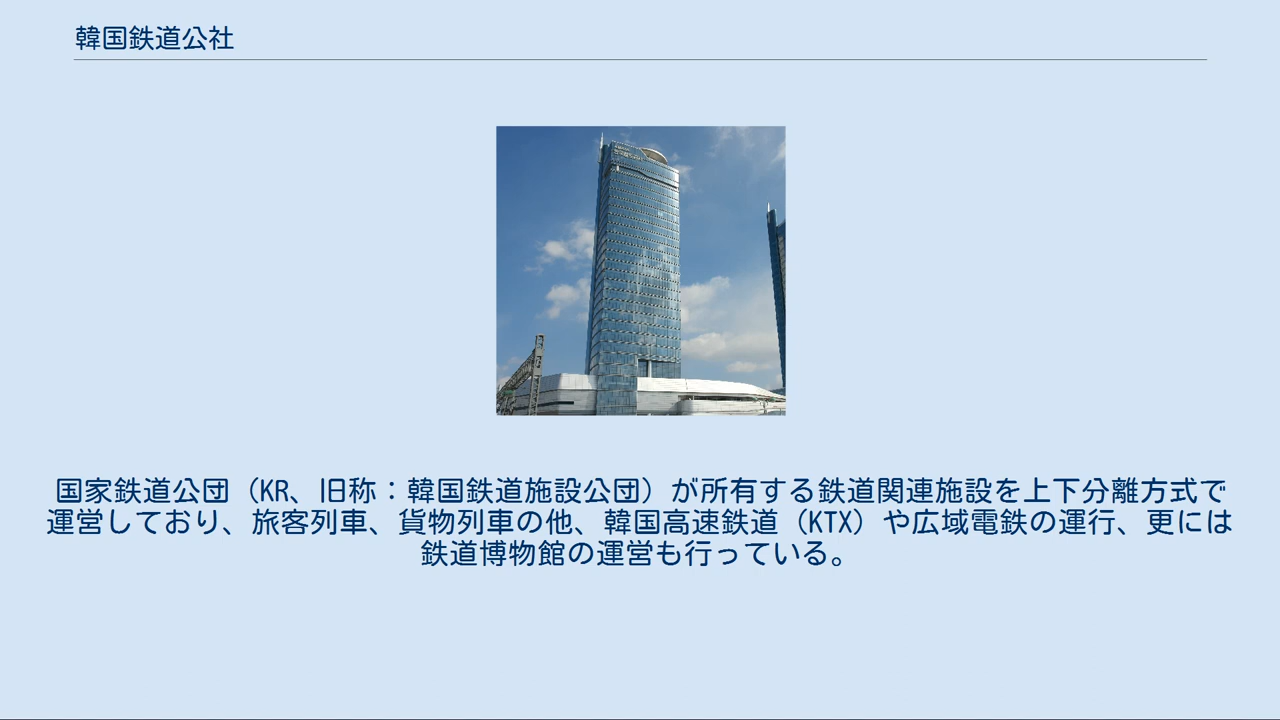 韓国鉄道公社
国家鉄道公団（KR、旧称：韓国鉄道施設公団）が所有する鉄道関連施設を上下分離方式で
運営しており、旅客列車、貨物列車の他、韓国高速鉄道（KTX）や広域電鉄の運行、更には
鉄道博物館の運営も行っている。